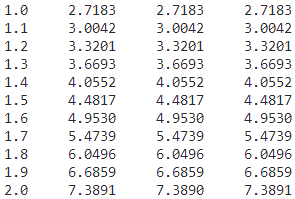 1.0 2.7183 2.7183 2.7183
1.1 3.0042 3.0042 3.0042
1.2 3.3201 3.3201 3.3201
1.3 3.6693 3.6693 3.6693
1.4 4.0552 4.0552 4.0552
1.5 4.4817 4.4817 4.4817
1.6 4.9530 4.9530 4.9530
1.7 5.4739 5.4739 5.4739
1.8 6.0496 6.0496 6.0496
1.9 6.6859 6.6859 6.6859
2.0 7.3891 7.3890 7.3891